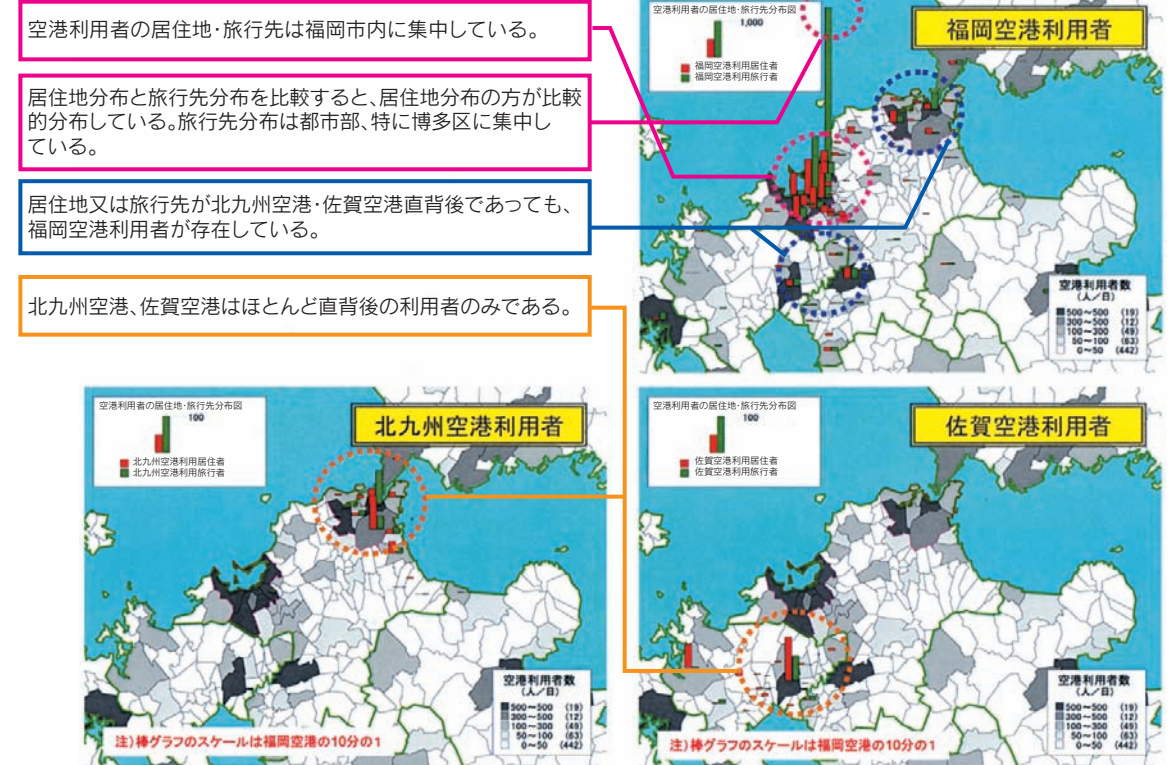 空港利用者の居住地・旅行先は福岡市内に集中している。
居住地分布と旅行先分布を比較すると、居住地分布の方が比較
的分布している。旅行先分布は都市部、特に博多区に集中し
ている。
居住地又は旅行先が北九州空港・佐賀空港直背後であっても、
福岡空港利用者が存在している。
北九州空港、佐賀空港はほとんど直背後の利用者のみである。
空港利用者の居住地・旅行先分布図
1,000
福岡空港利用居住者
福岡空港利用旅行者
福岡空港利用者
空港利用者数
(人/日)
500～500 (19)
300～500 (12)
100～300 (49)
50～100 (63)
0～50 (442)
空港利用者の居住地・旅行先分布図
100
北九州空港利用居住者
北九州空港利用旅行者
北九州空港利用者
空港利用者数
(人/日)
500～500 (19)
300～500 (12)
100～300 (49)
50～100 (63)
0～50 (442)
注)棒グラフのスケールは福岡空港の10分の1
空港利用者の居住地・旅行先分布図
100
佐賀空港利用居住者
佐賀空港利用旅行者
佐賀空港利用者
空港利用者数
(人/日)
500～500 (19)
300～500 (12)
100～300 (49)
50～100 (63)
0～50 (442)
注)棒グラフのスケールは福岡空港の10分の1